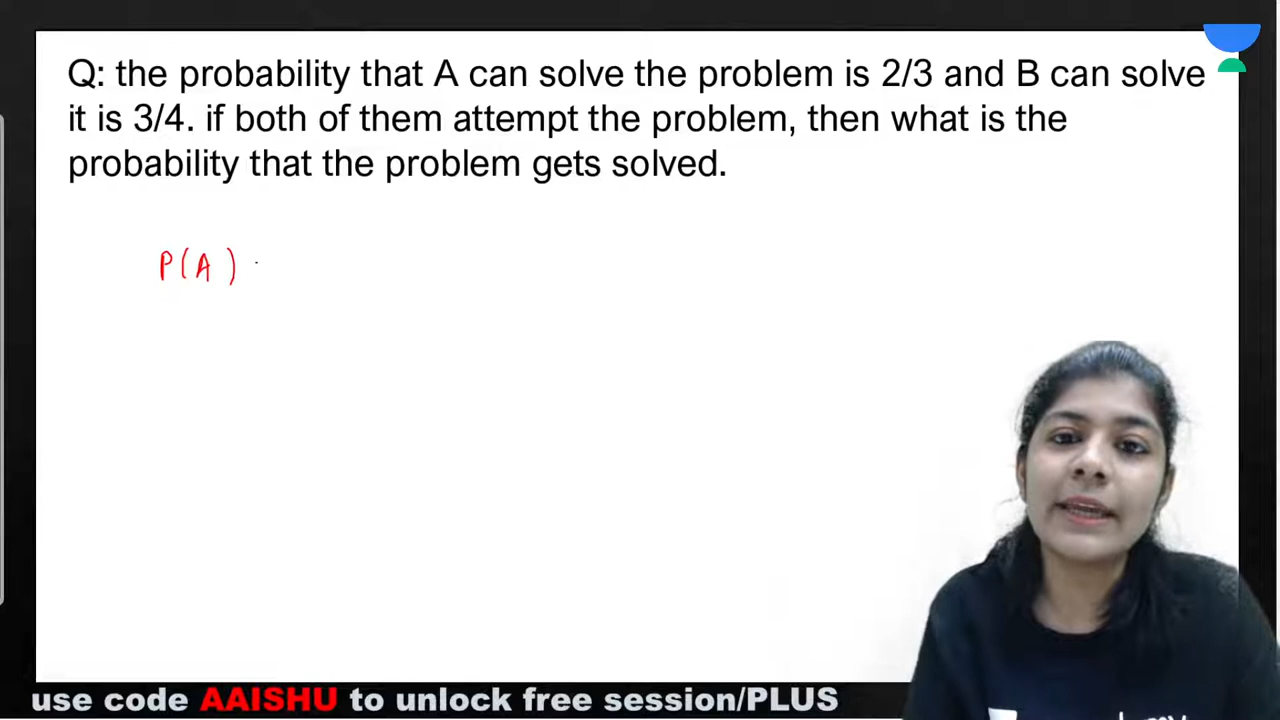 Q: the probability that A can solve the problem is 2/3 and B can solve
it is 3/4. if both of them attempt the problem, then what is the
probability that the problem gets solved.
P(A)
use code AAISHU to unlock free session/PLUS